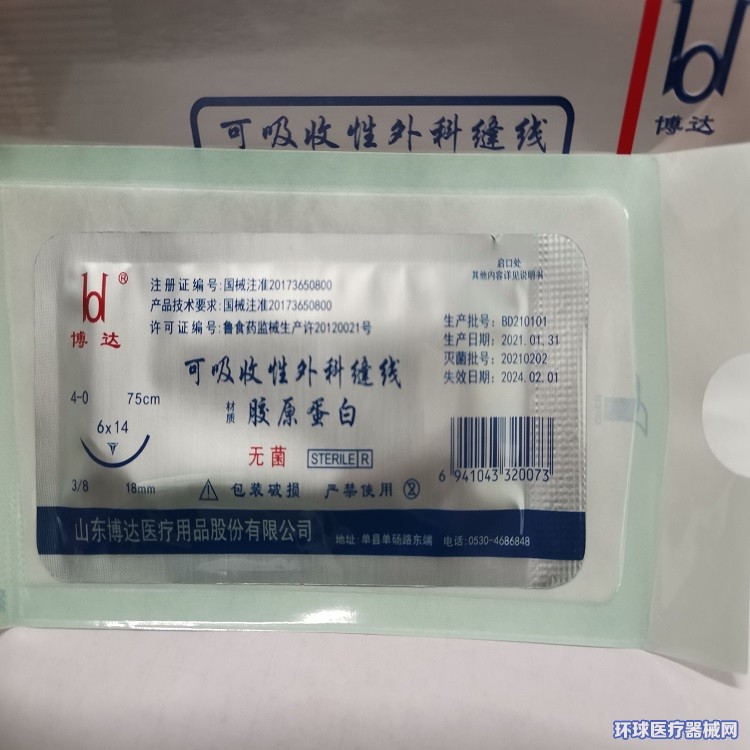 可吸收性外科缝线
博达
启口处
其他内容详见说明书
bd®
博达
注册证编号:国械注准20173650800
产品技术要求:国械注准20173650800
许可证编号:鲁食药监械生产许20120021号
生产批号: BD210101
生产日期: 2021.01.31
灭菌批号: 20210202
失效日期: 2024.02.01
可吸收性外科缝线
材质 胶原蛋白
4-0 75cm
6x14
3/8 18mm
无菌 STERILE R
包装破损 严禁使用 2
6 941043 320073
山东博达医疗用品股份有限公司 地址:单县单砀路东端 电话:0530-4686848
环球医疗器械网